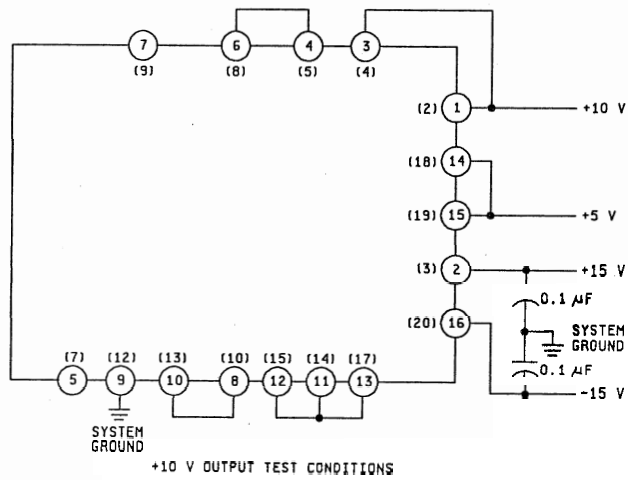 7 6 4 3
(9) (8) (5) (4)
(2) 1 +10 V
(18) 14
(19) 15 +5 V
(3) 2 +15 V
0.1 µF
(20) 16 SYSTEM
GROUND
0.1 µF
-15 V
(7) (12) (13) (10) (15) (14) (17)
5 9 10 8 12 11 13
SYSTEM
GROUND
+10 V OUTPUT TEST CONDITIONS